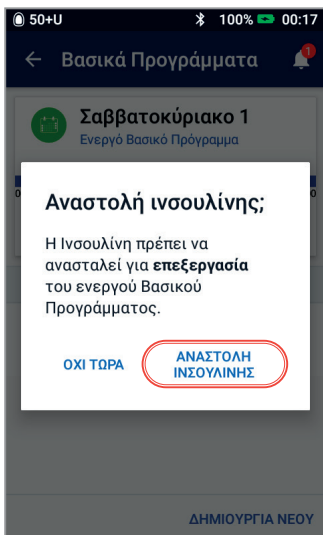 50+U 100% 00:17
Βασικά Προγράμματα 1
Σαββατοκύριακο 1
Ενεργό Βασικό Πρόγραμμα
Αναστολή ινσουλίνης;
Η Ινσουλίνη πρέπει να
ανασταλεί για επεξεργασία
του ενεργού Βασικού
Προγράμματος.
ΟΧΙ ΤΩΡΑ
ΑΝΑΣΤΟΛΗ
ΙΝΣΟΥΛΙΝΗΣ
ΔΗΜΙΟΥΡΓΙΑ ΝΕΟΥ